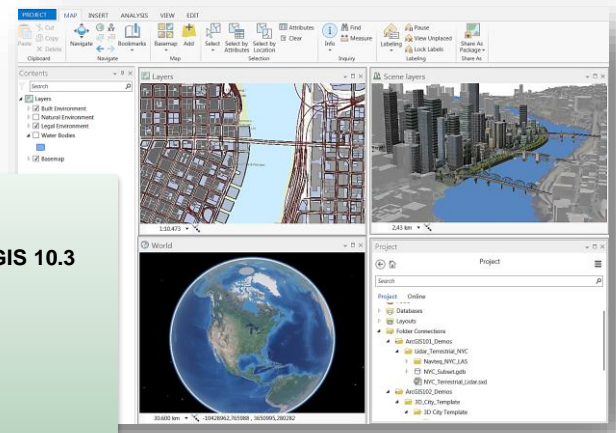 PROJECT MAP INSERT ANALYSIS VIEW EDIT
Cut
Copy
Paste
Delete
Navigate
Bookmarks
Basemap
Add
Select
Select by Attributes
Select by Location
Attributes
Clear
Info
Find
Measure
Labeling
Pause
View Unplaced
Lock Labels
Share As Package
Clipboard Navigate Map Selection Inquiry Labeling Share As
Contents
Search
Layers
Built Environment
Natural Environment
Legal Environment
Water Bodies
Basemap
Layers
1:10.473
Scene layers
2,43 km
GIS 10.3
World
Project
Project
Search
Project Online
Databases
Layouts
Folder Connections
ArcGIS101_Demos
Lidar_Terrestrial_NYC
Navteq_NYC_LAS
NYC_Subset.gdb
NYC_Terrestrial_Lidar.sxd
ArcGIS102_Demos
3D_City_Template
3D City Template